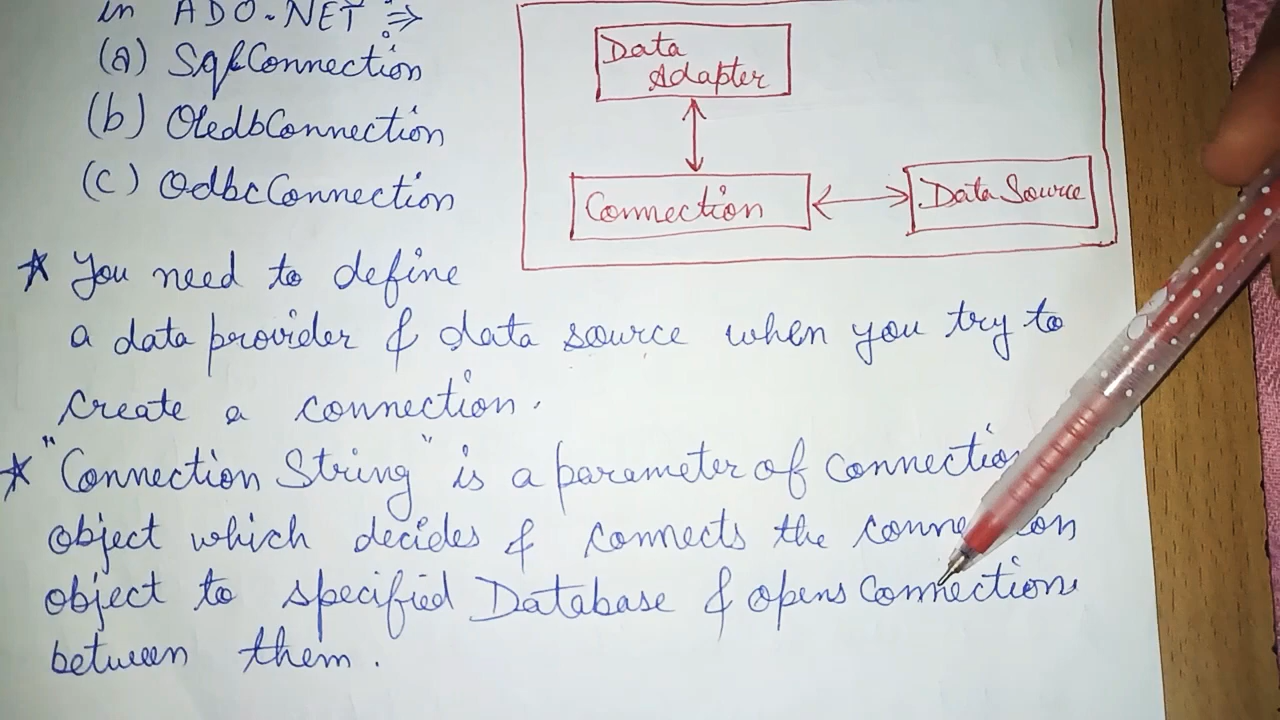 in ADO.NET ⇒
(a) SqlConnection
(b) OledbConnection
(c) OdbcConnection
Data
Adapter
Connection
Data Source
* You need to define
a data provider & data source when you try to
create a connection.
* "Connection String" is a parameter of Connection
object which decides & connects the connection
object to specified Database & opens Connection
between them.